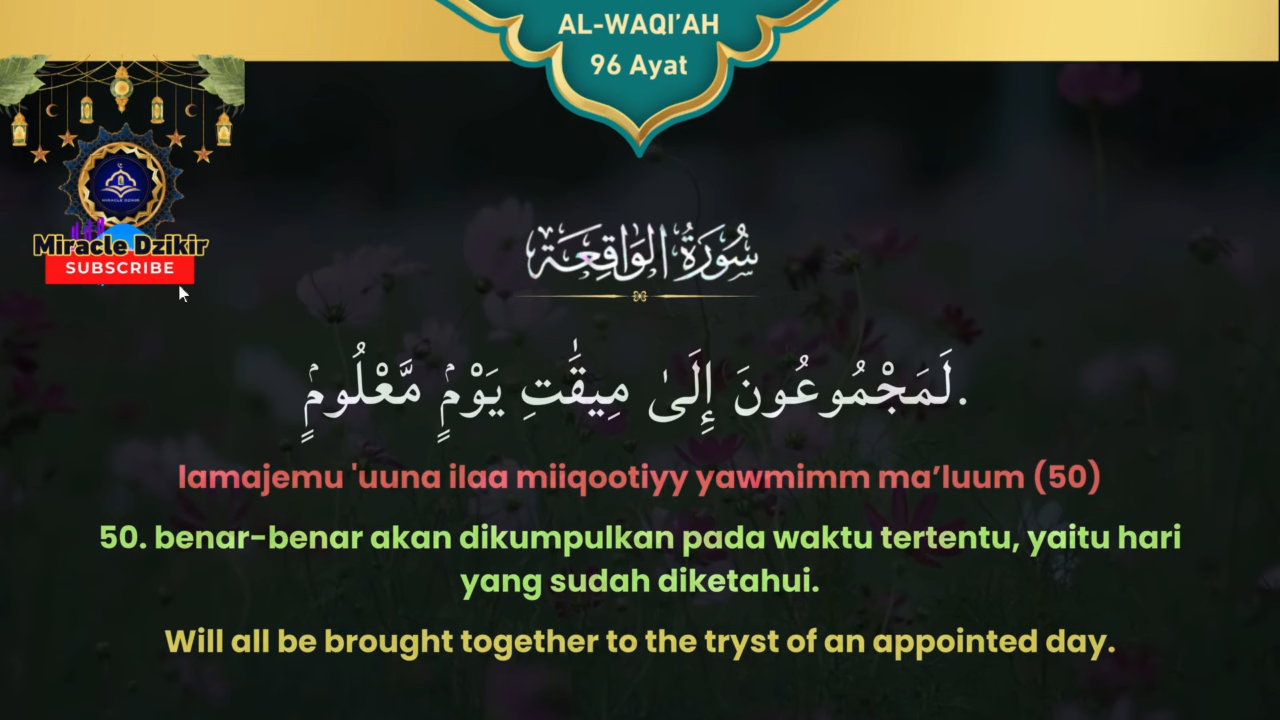 AL-WAQI'AH
96 Ayat
Miracle Dzikir
SUBSCRIBE
سُورَةُ الوَاقِعَة
لَمَجْمُوعُونَ إِلَىٰ مِيقَٰتِ يَوْمٍۢ مَّعْلُومٍۢ.
lamajemu 'uuna ilaa miiqootiyy yawmimm ma’luum (50)
50. benar-benar akan dikumpulkan pada waktu tertentu, yaitu hari
yang sudah diketahui.
Will all be brought together to the tryst of an appointed day.